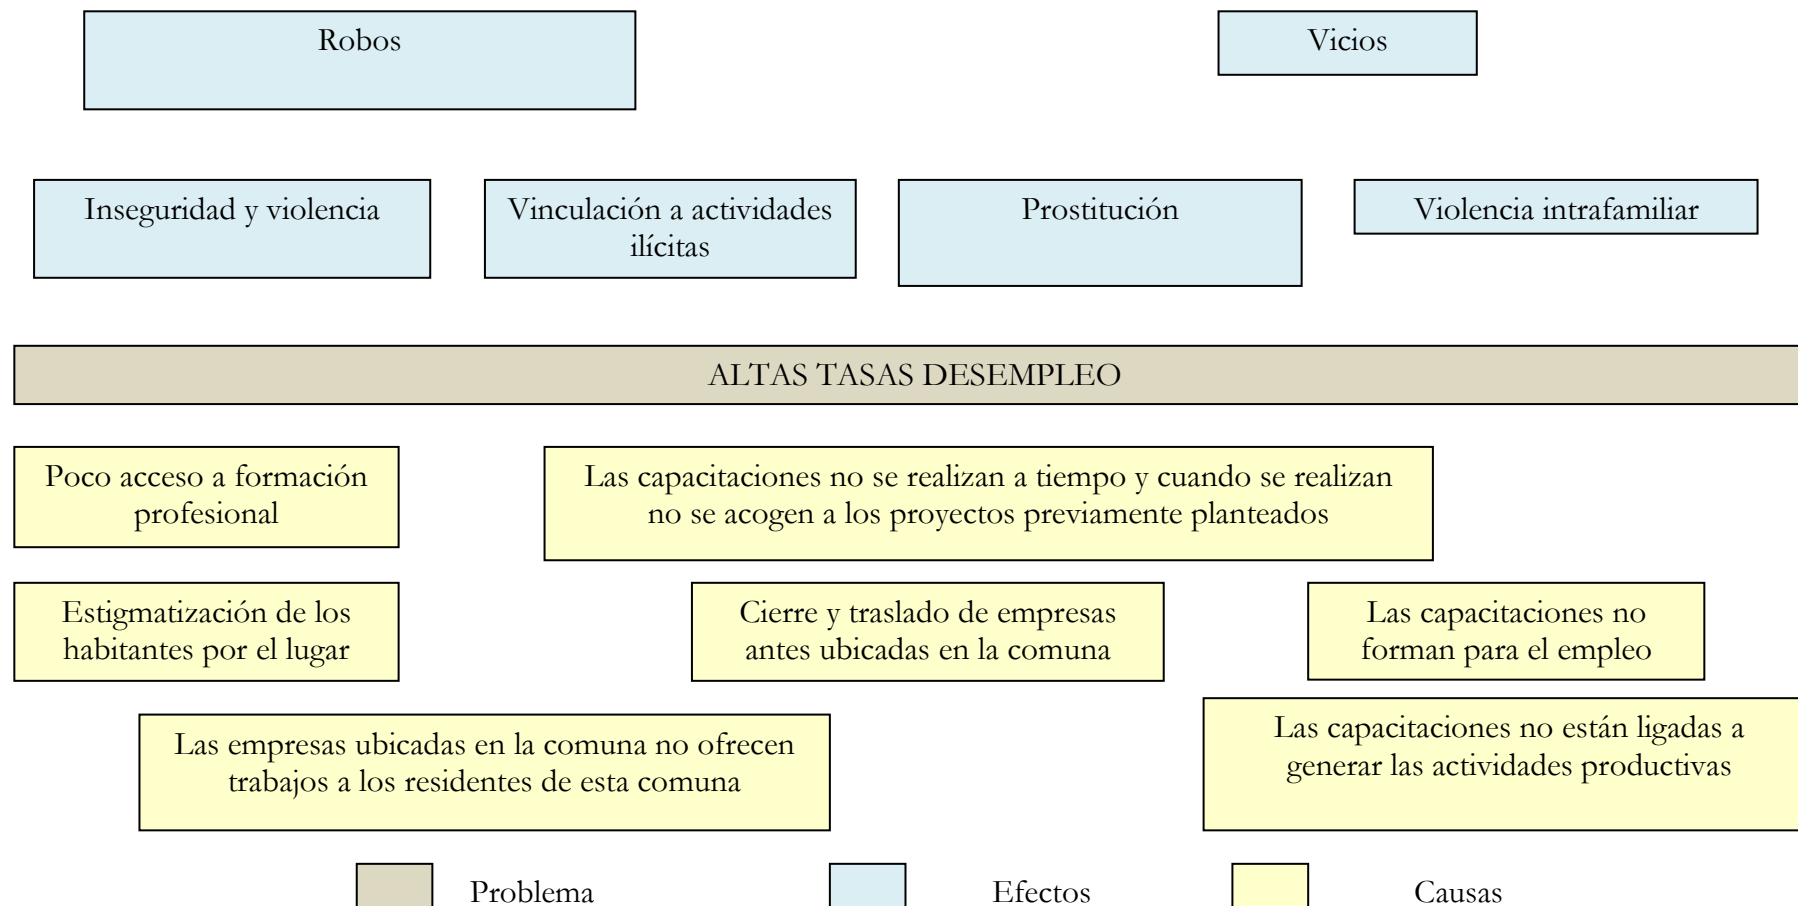 Robos
Vicios
Inseguridad y violencia
Vinculación a actividades
ilícitas
Prostitución
Violencia intrafamiliar
ALTAS TASAS DESEMPLEO
Poco acceso a formación
profesional
Las capacitaciones no se realizan a tiempo y cuando se realizan
no se acogen a los proyectos previamente planteados
Estigmatización de los
habitantes por el lugar
Cierre y traslado de empresas
antes ubicadas en la comuna
Las capacitaciones no
forman para el empleo
Las empresas ubicadas en la comuna no ofrecen
trabajos a los residentes de esta comuna
Las capacitaciones no están ligadas a
generar las actividades productivas
Problema
Efectos
Causas